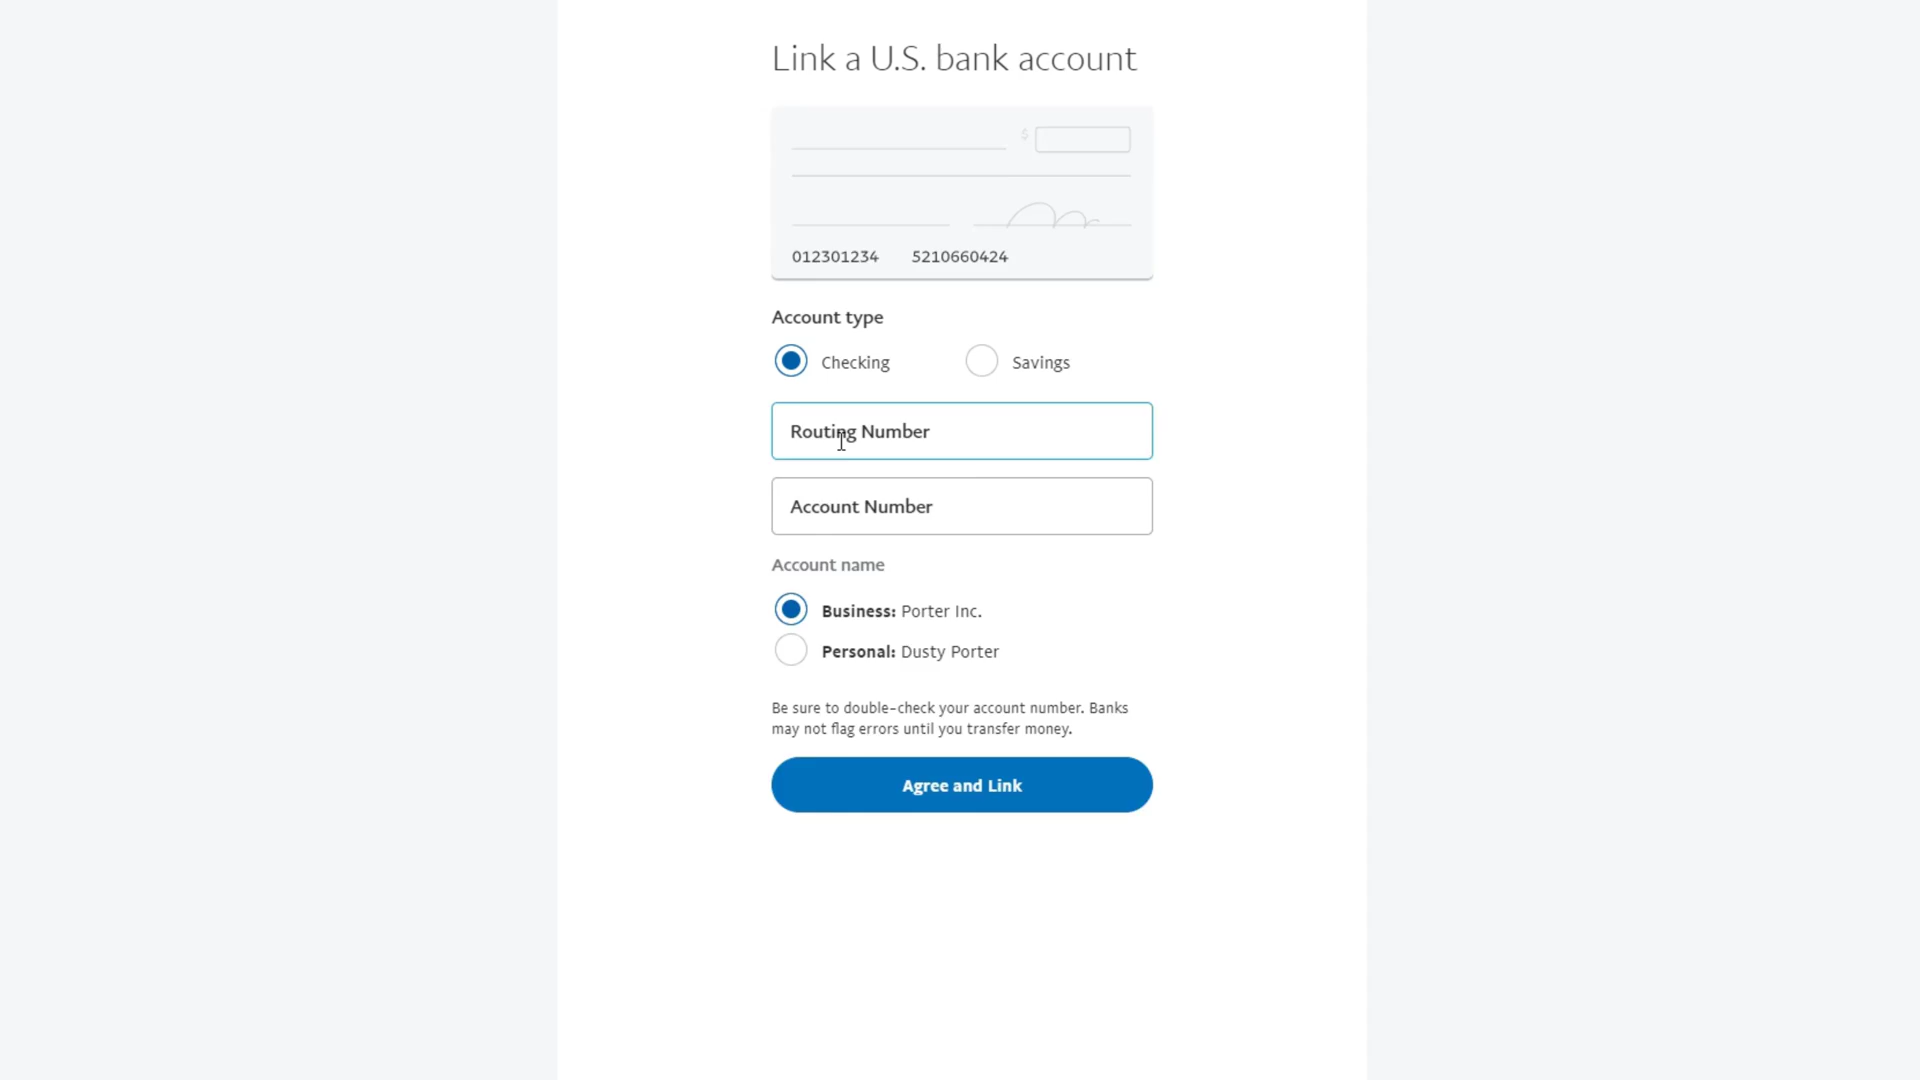 Link a U.S. bank account
$
012301234 5210660424
Account type
Checking Savings
Routing Number
Account Number
Account name
Business: Porter Inc.
Personal: Dusty Porter
Be sure to double-check your account number. Banks
may not flag errors until you transfer money.
Agree and Link